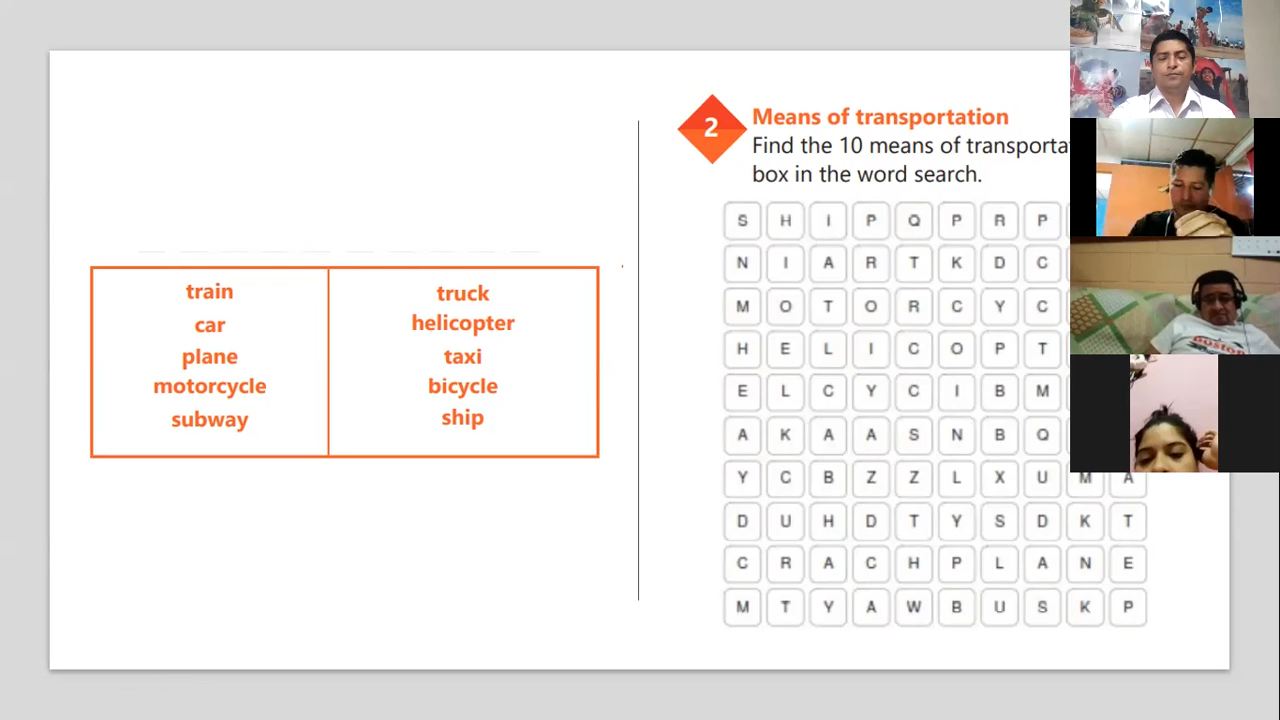 train
car
plane
motorcycle
subway
truck
helicopter
taxi
bicycle
ship
2
Means of transportation
Find the 10 means of
box in the word search.
S H I P Q P R P
N I A R T K D C
M O T O R C Y C
H E L I C O P T
E L C Y C I B M
A K A A S N B Q
Y C B Z Z L X U M A
D U H D T Y S D K T
C R A C H P L A N E
M T Y A W B U S K P